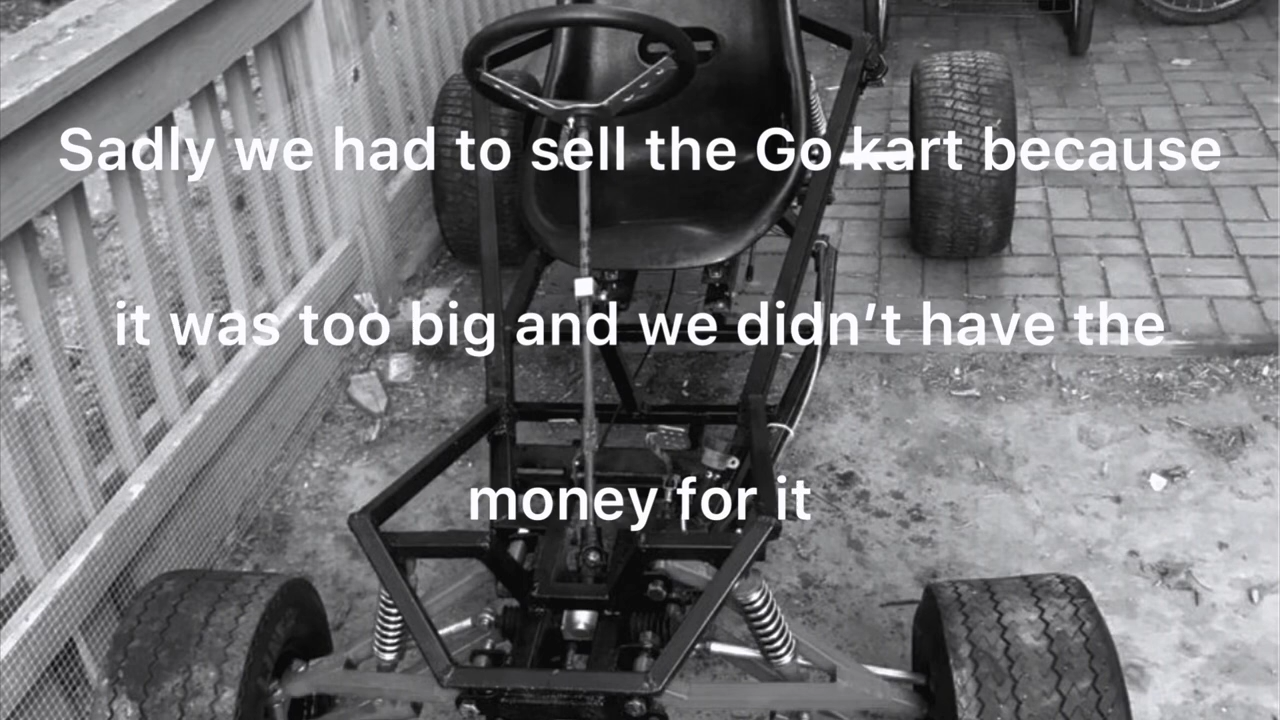 Sadly we had to sell the Go kart because
it was too big and we didn’t have the
money for it